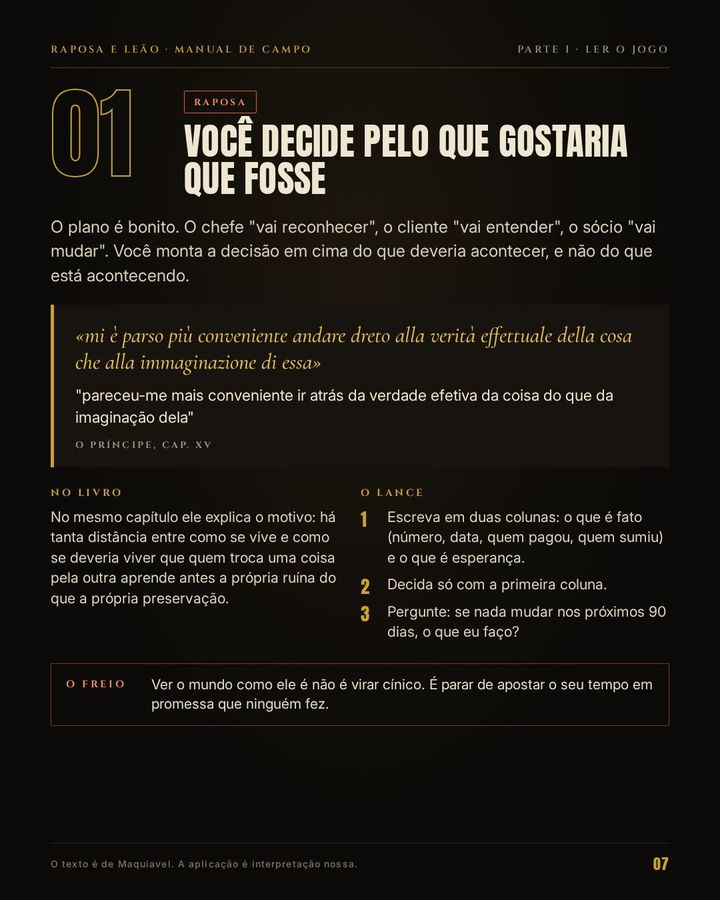 RAPOSA E LEÃO · MANUAL DE CAMPO
PARTE I · LER O JOGO
01
RAPOSA
VOCÊ DECIDE PELO QUE GOSTARIA
QUE FOSSE
O plano é bonito. O chefe "vai reconhecer", o cliente "vai entender", o sócio "vai
mudar". Você monta a decisão em cima do que deveria acontecer, e não do que
está acontecendo.
«mi è parso più conveniente andare dreto alla verità effettuale della cosa
che alla immaginazione di essa»
"pareceu-me mais conveniente ir atrás da verdade efetiva da coisa do que da
imaginação dela"
O PRÍNCIPE, CAP. XV
NO LIVRO
No mesmo capítulo ele explica o motivo: há
tanta distância entre como se vive e como
se deveria viver que quem troca uma coisa
pela outra aprende antes a própria ruína do
que a própria preservação.
O LANCE
1 Escreva em duas colunas: o que é fato
(número, data, quem pagou, quem sumiu)
e o que é esperança.
2 Decida só com a primeira coluna.
3 Pergunte: se nada mudar nos próximos 90
dias, o que eu faço?
O FREIO
Ver o mundo como ele é não é virar cínico. É parar de apostar o seu tempo em
promessa que ninguém fez.
O texto é de Maquiavel. A aplicação é interpretação nossa.
07